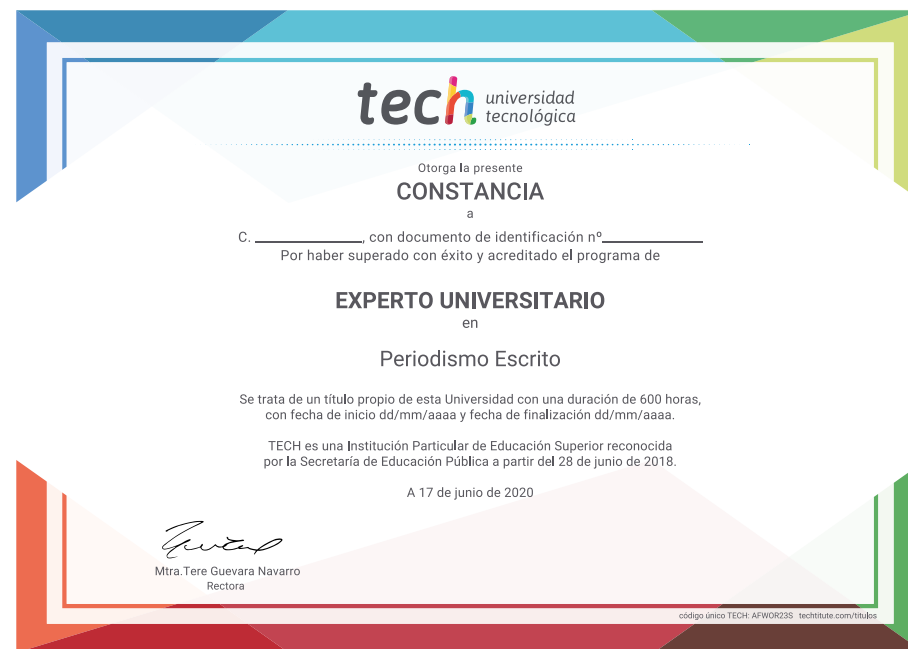 tech universidad
tecnológica
Otorga la presente
CONSTANCIA
a
C. ____________, con documento de identificación nº____________
Por haber superado con éxito y acreditado el programa de
EXPERTO UNIVERSITARIO
en
Periodismo Escrito
Se trata de un título propio de esta Universidad con una duración de 600 horas,
con fecha de inicio dd/mm/aaaa y fecha de finalización dd/mm/aaaa.
TECH es una Institución Particular de Educación Superior reconocida
por la Secretaría de Educación Pública a partir del 28 de junio de 2018.
A 17 de junio de 2020
Mtra.Tere Guevara Navarro
Rectora
código único TECH: AFWOR23S techtitute.com/titulos